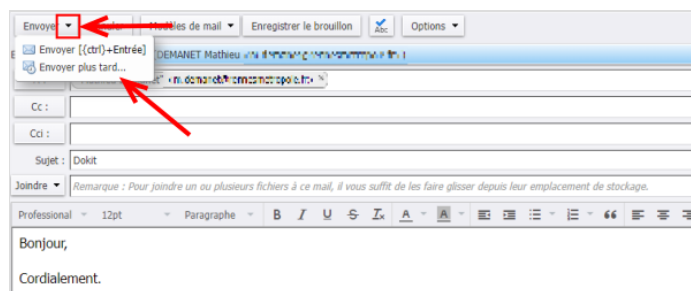 Envoyer Modèles de mail Enregistrer le brouillon Abc Options
Envoyer [(ctrl)+Entrée]
DEMANET Mathieu
Envoyer plus tard...
Cc :
Cci :
Sujet : Dokit
Joindre Remarque : Pour joindre un ou plusieurs fichiers à ce mail, il vous suffit de les faire glisser depuis leur emplacement de stockage.
Professional 12pt Paragraphe B I U S Ix A A
Bonjour,
Cordialement.